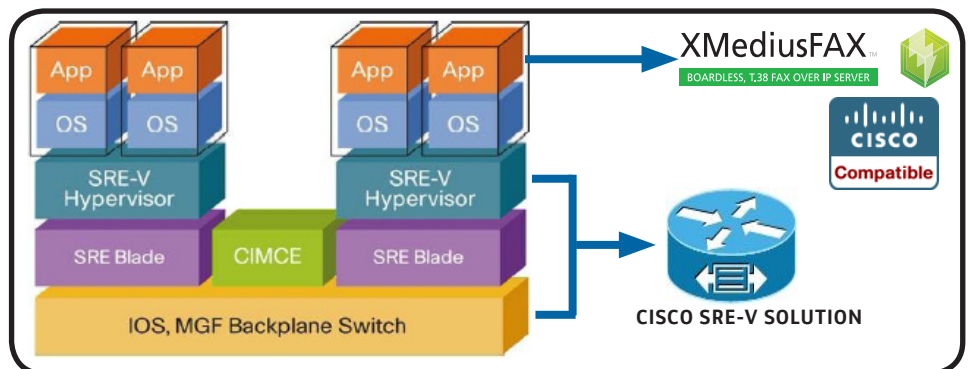 App App
OS OS
SRE-V
Hypervisor
SRE Blade
CIMCE
App App
OS OS
SRE-V
Hypervisor
SRE Blade
IOS, MGF Backplane Switch
XMediusFAX™
BOARDLESS, T.38 FAX OVER IP SERVER
CISCO
Compatible
CISCO SRE-V SOLUTION